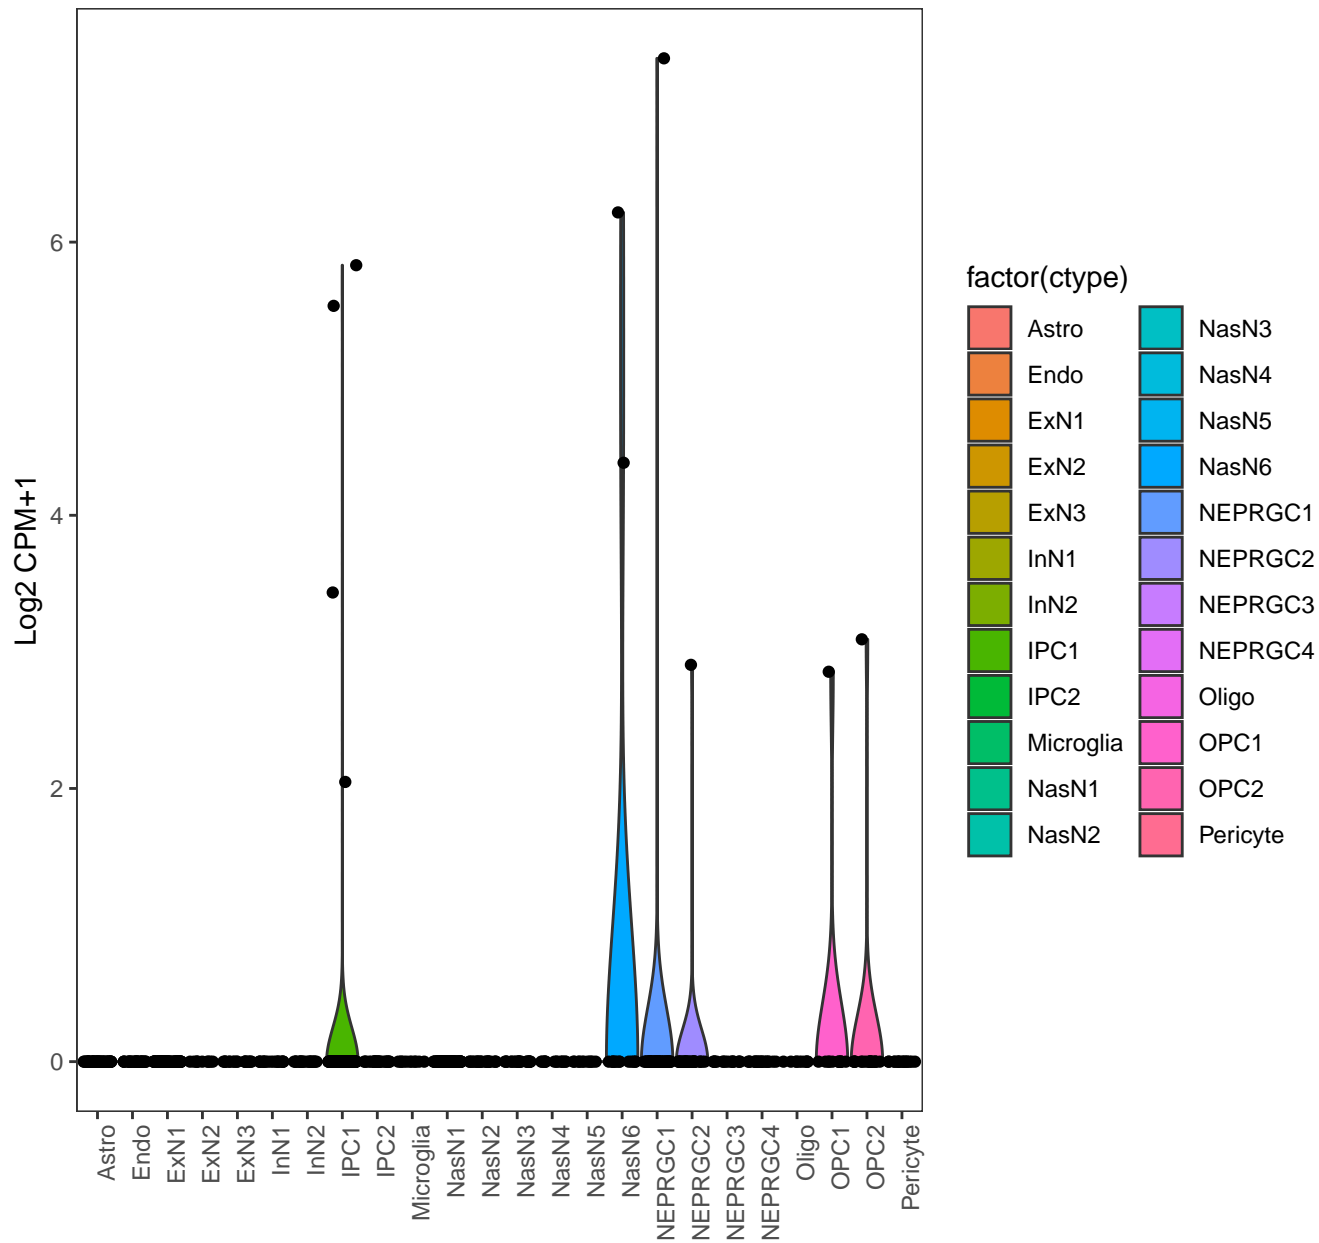 6
4
2
0
Log2 CPM+1
Astro
Endo
ExN1
ExN2
ExN3
InN1
InN2
IPC1
IPC2
Microglia
NasN1
NasN2
NasN3
NasN4
NasN5
NasN6
NEPRGC1
NEPRGC2
NEPRGC3
NEPRGC4
Oligo
OPC1
OPC2
Pericyte
factor(ctype)
Astro
Endo
ExN1
ExN2
ExN3
InN1
InN2
IPC1
IPC2
Microglia
NasN1
NasN2
NasN3
NasN4
NasN5
NasN6
NEPRGC1
NEPRGC2
NEPRGC3
NEPRGC4
Oligo
OPC1
OPC2
Pericyte